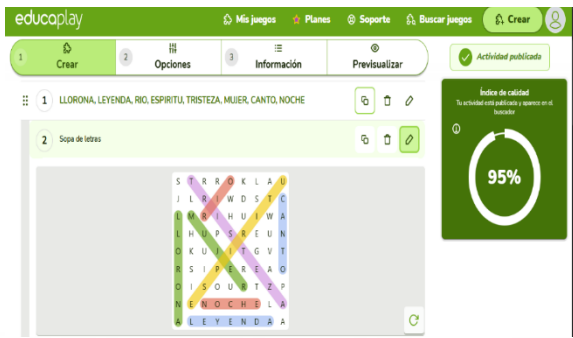 educaplay
Mis juegos
Planes
Soporte
Buscar juegos
Crear
1 Crear
2 Opciones
3 Información
Previsualizar
Actividad publicada
1 LLORONA, LEYENDA, RIO, ESPIRITU, TRISTEZA, MUJER, CANTO, NOCHE
2 Sopa de letras
S T R R O K L A U
J L R I W D S T C
L M R I H U I W A
L H U P S R E U N
O K U J I T G V T
R S I P E R E A O
O I S O U R T Z P
N E N O C H E L A
A L E Y E N D A A
Índice de calidad
Tu actividad está publicada y aparece en el
buscador
95%